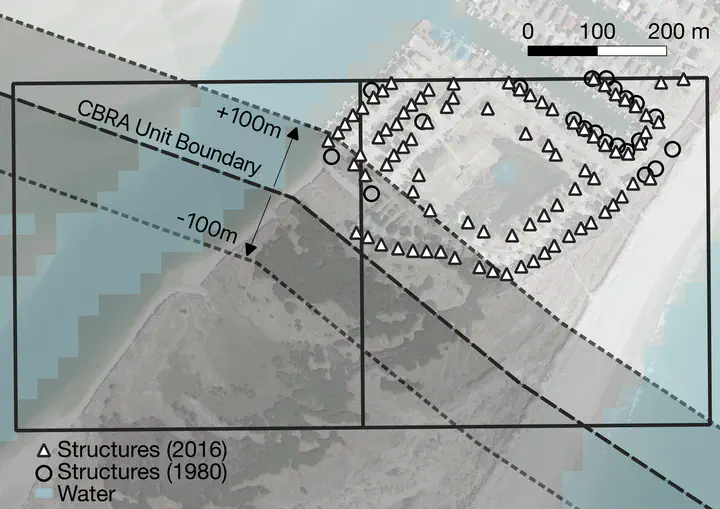 0 100 200 m
+100m
CBRA Unit Boundary
-100m
Structures (2016)
Structures (1980)
Water